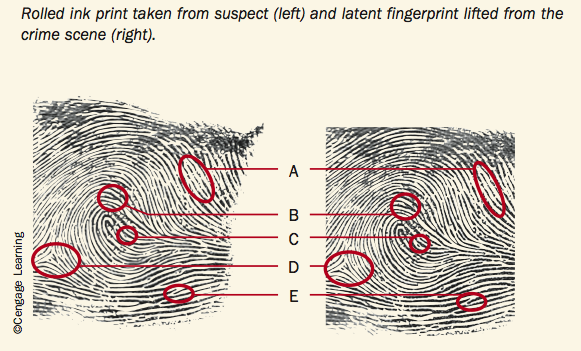 Rolled ink print taken from suspect (left) and latent fingerprint lifted from the
crime scene (right).
A
B
C
D
E
©Cengage Learning